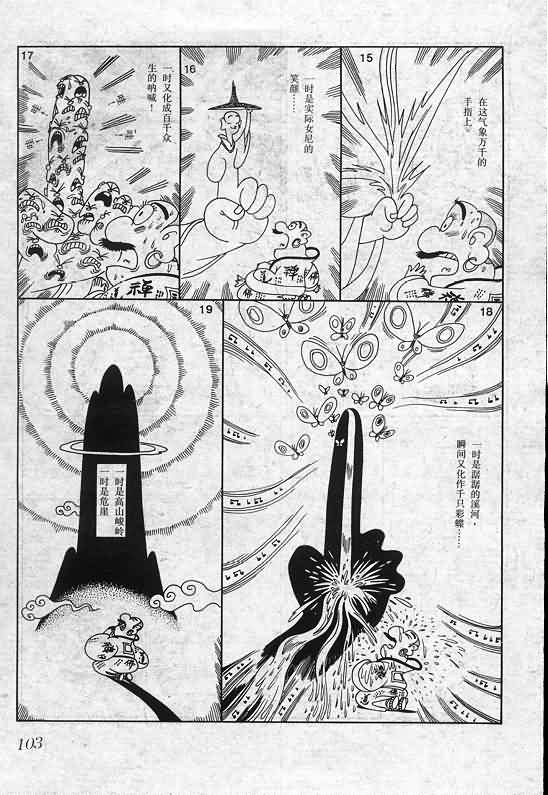 15
在这气象万千的
手指上。
16
一时是实际女尼的
笑颜……
17
一时又化成百千众
生的呐喊！
禅
佛
18
一时是潺潺的溪河，
瞬间又化作千只彩蝶……
19
一时是高山峻岭
一时是危崖
103